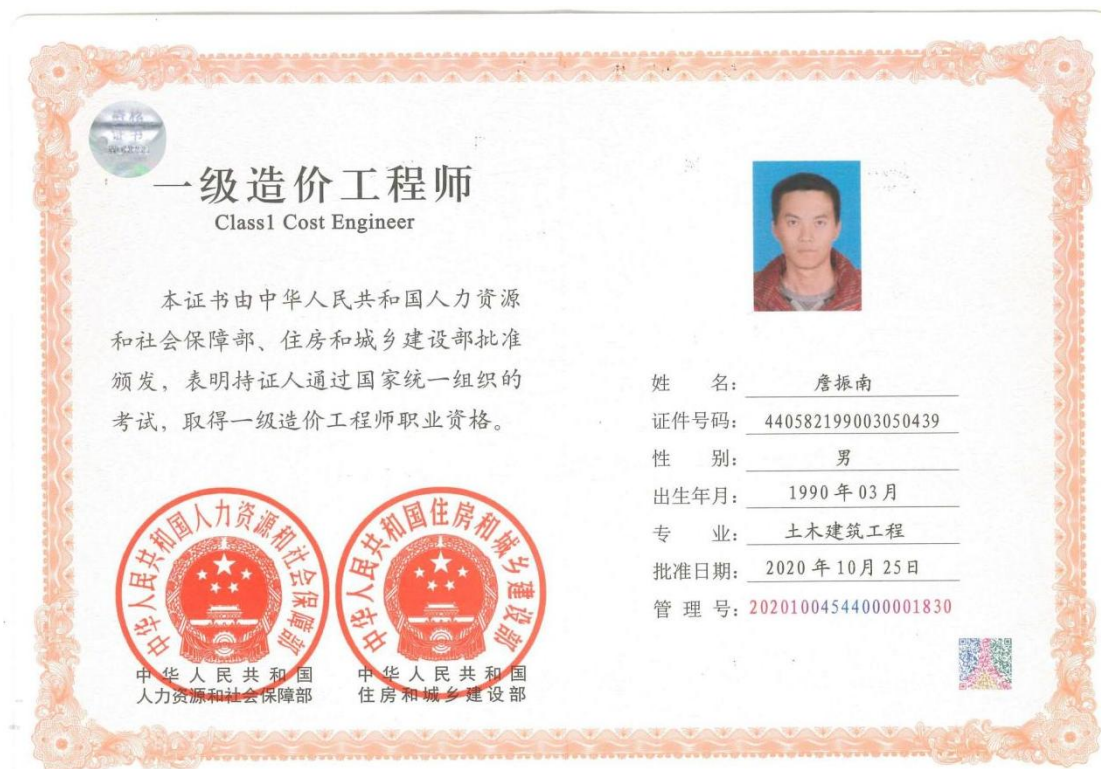 一级造价工程师
Class1 Cost Engineer
本证书由中华人民共和国人力资源
和社会保障部、住房和城乡建设部批准
颁发，表明持证人通过国家统一组织的
考试，取得一级造价工程师职业资格。
中华人民共和国人力资源和社会保障部
中华人民共和国住房和城乡建设部
中华人民共和国
人力资源和社会保障部
中华人民共和国
住房和城乡建设部
姓名：詹振南
证件号码：440582199003050439
性别：男
出生年月：1990年03月
专业：土木建筑工程
批准日期：2020年10月25日
管理号：20201004544000001830